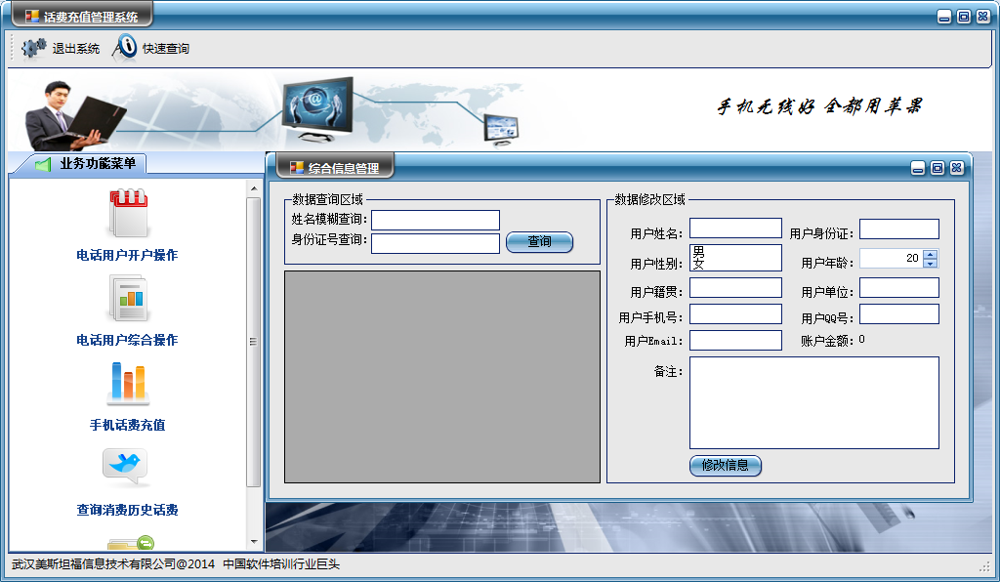 话费充值管理系统
退出系统 快速查询
手机无线好 全都用苹果
业务功能菜单
电话用户开户操作
电话用户综合操作
手机话费充值
查询消费历史话费
综合信息管理
数据查询区域
姓名模糊查询:
身份证号查询:
查询
数据修改区域
用户姓名: 用户身份证:
用户性别: 男
女
用户年龄: 20
用户籍贯: 用户单位:
用户手机号: 用户QQ号:
用户Email: 账户金额: 0
备注:
修改信息
武汉美斯坦福信息技术有限公司@2014 中国软件培训行业巨头